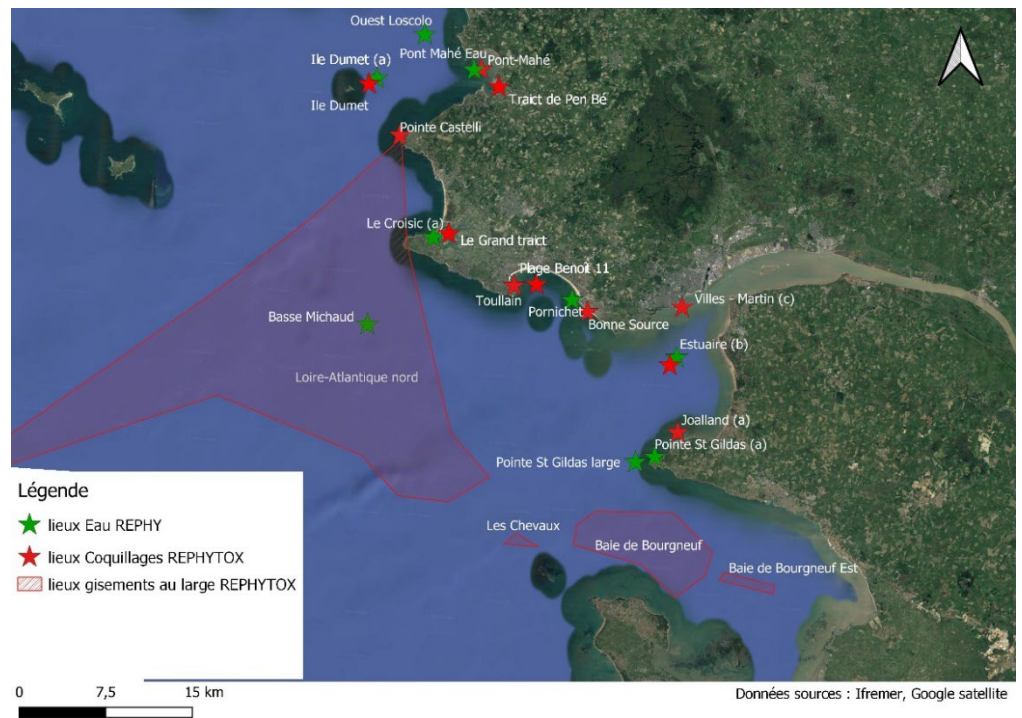 Ouest Loscolo
Pont Mahé Eau
Pont-Mahé
Ile Dumet (a)
Ile Dumet
Traict de Pen Bé
Pointe Castelli
Le Croisic (a)
Le Grand traict
Plage Benoît 11
Toullain
Pornichet
Bonne Source
Villes - Martin (c)
Basse Michaud
Estuaire (b)
Loire-Atlantique nord
Joalland (a)
Pointe St Gildas (a)
Pointe St Gildas large
Les Chevaux
Baie de Bourgneuf
Baie de Bourgneuf Est
Légende
lieux Eau REPHY
lieux Coquillages REPHYTOX
lieux gisements au large REPHYTOX
0 7,5 15 km
Données sources : Ifremer, Google satellite